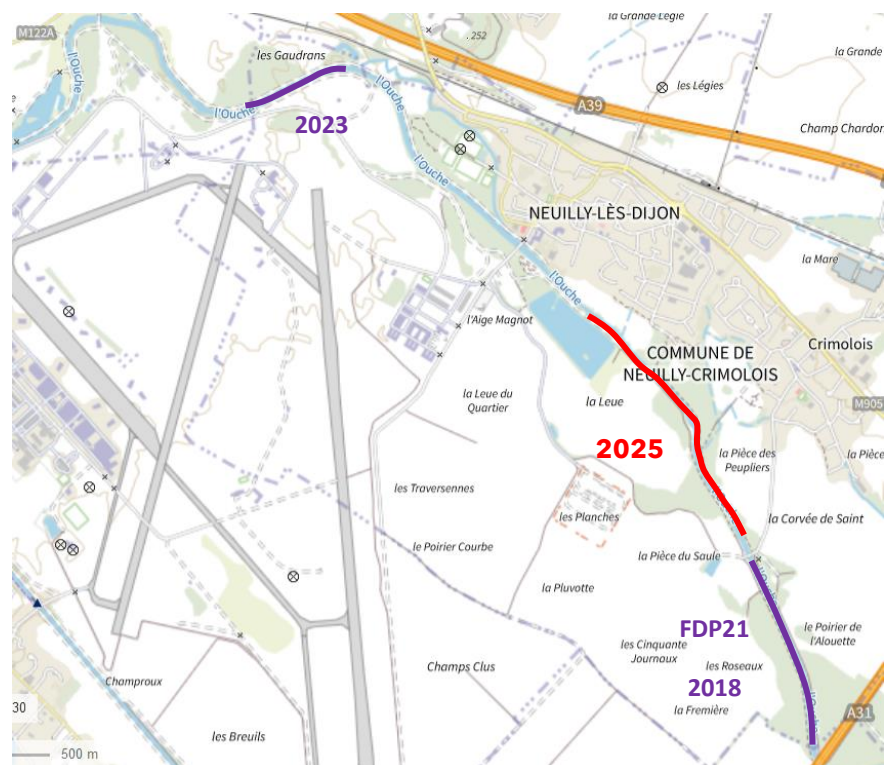 la Grande Légie
M122A
. 252
les Gaudrans
la Grande
l'Ouche
les Légies
l'Ouche
l'Ouche
A39
2023
Champ Chardon
l'Ouche
NEUILLY-LÈS-DIJON
la Mare
l'Ouche
l'Aige Magnot
COMMUNE DE
NEUILLY-CRIMOLOIS
Crimolois
la Leue du
Quartier
la Leue
M905
2025
la Pièce des
Peupliers
la Pièce
les Traversennes
les Planches
la Corvée de Saint
le Poirier Courbe
la Pièce du Saule
l'Ouche
la Pluvotte
FDP21
le Poirier de
l'Alouette
les Cinquante
Journaux
Champs Clus
les Roseaux
2018
Champroux
la Fremière
l'Ouche
A31
30
les Breuils
500 m